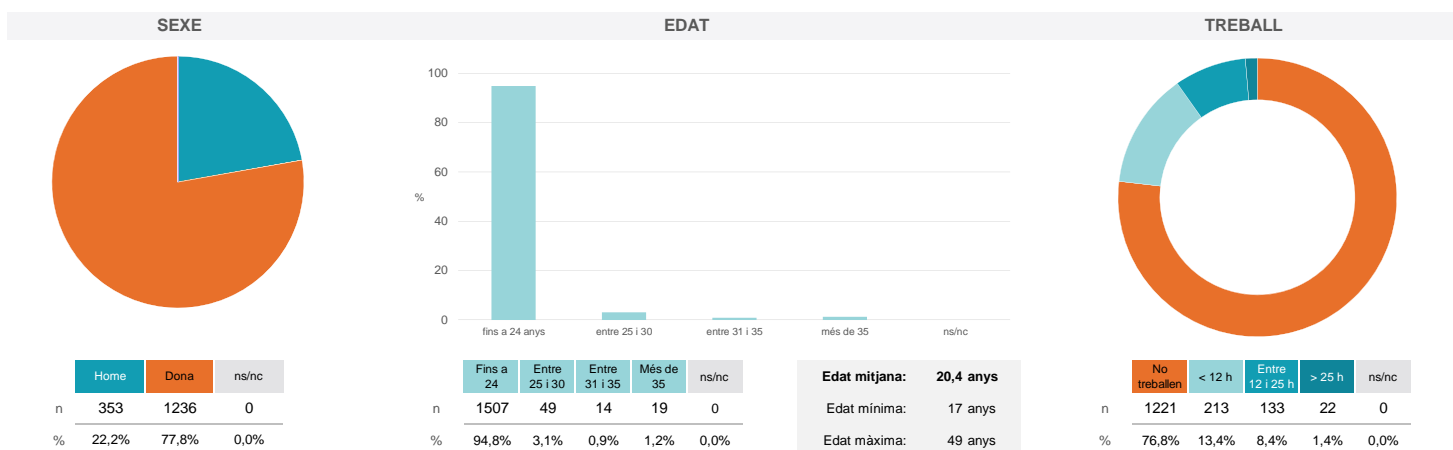 SEXE
Home Dona ns/nc
n 353 1236 0
% 22,2% 77,8% 0,0%
EDAT
100
80
60
%
40
20
0
fins a 24 anys entre 25 i 30 entre 31 i 35 més de 35 ns/nc
Fins a 24 Entre 25 i 30 Entre 31 i 35 Més de 35 ns/nc
n 1507 49 14 19 0
% 94,8% 3,1% 0,9% 1,2% 0,0%
Edat mitjana: 20,4 anys
Edat mínima: 17 anys
Edat màxima: 49 anys
TREBALL
No treballen < 12 h Entre 12 i 25 h > 25 h ns/nc
n 1221 213 133 22 0
% 76,8% 13,4% 8,4% 1,4% 0,0%